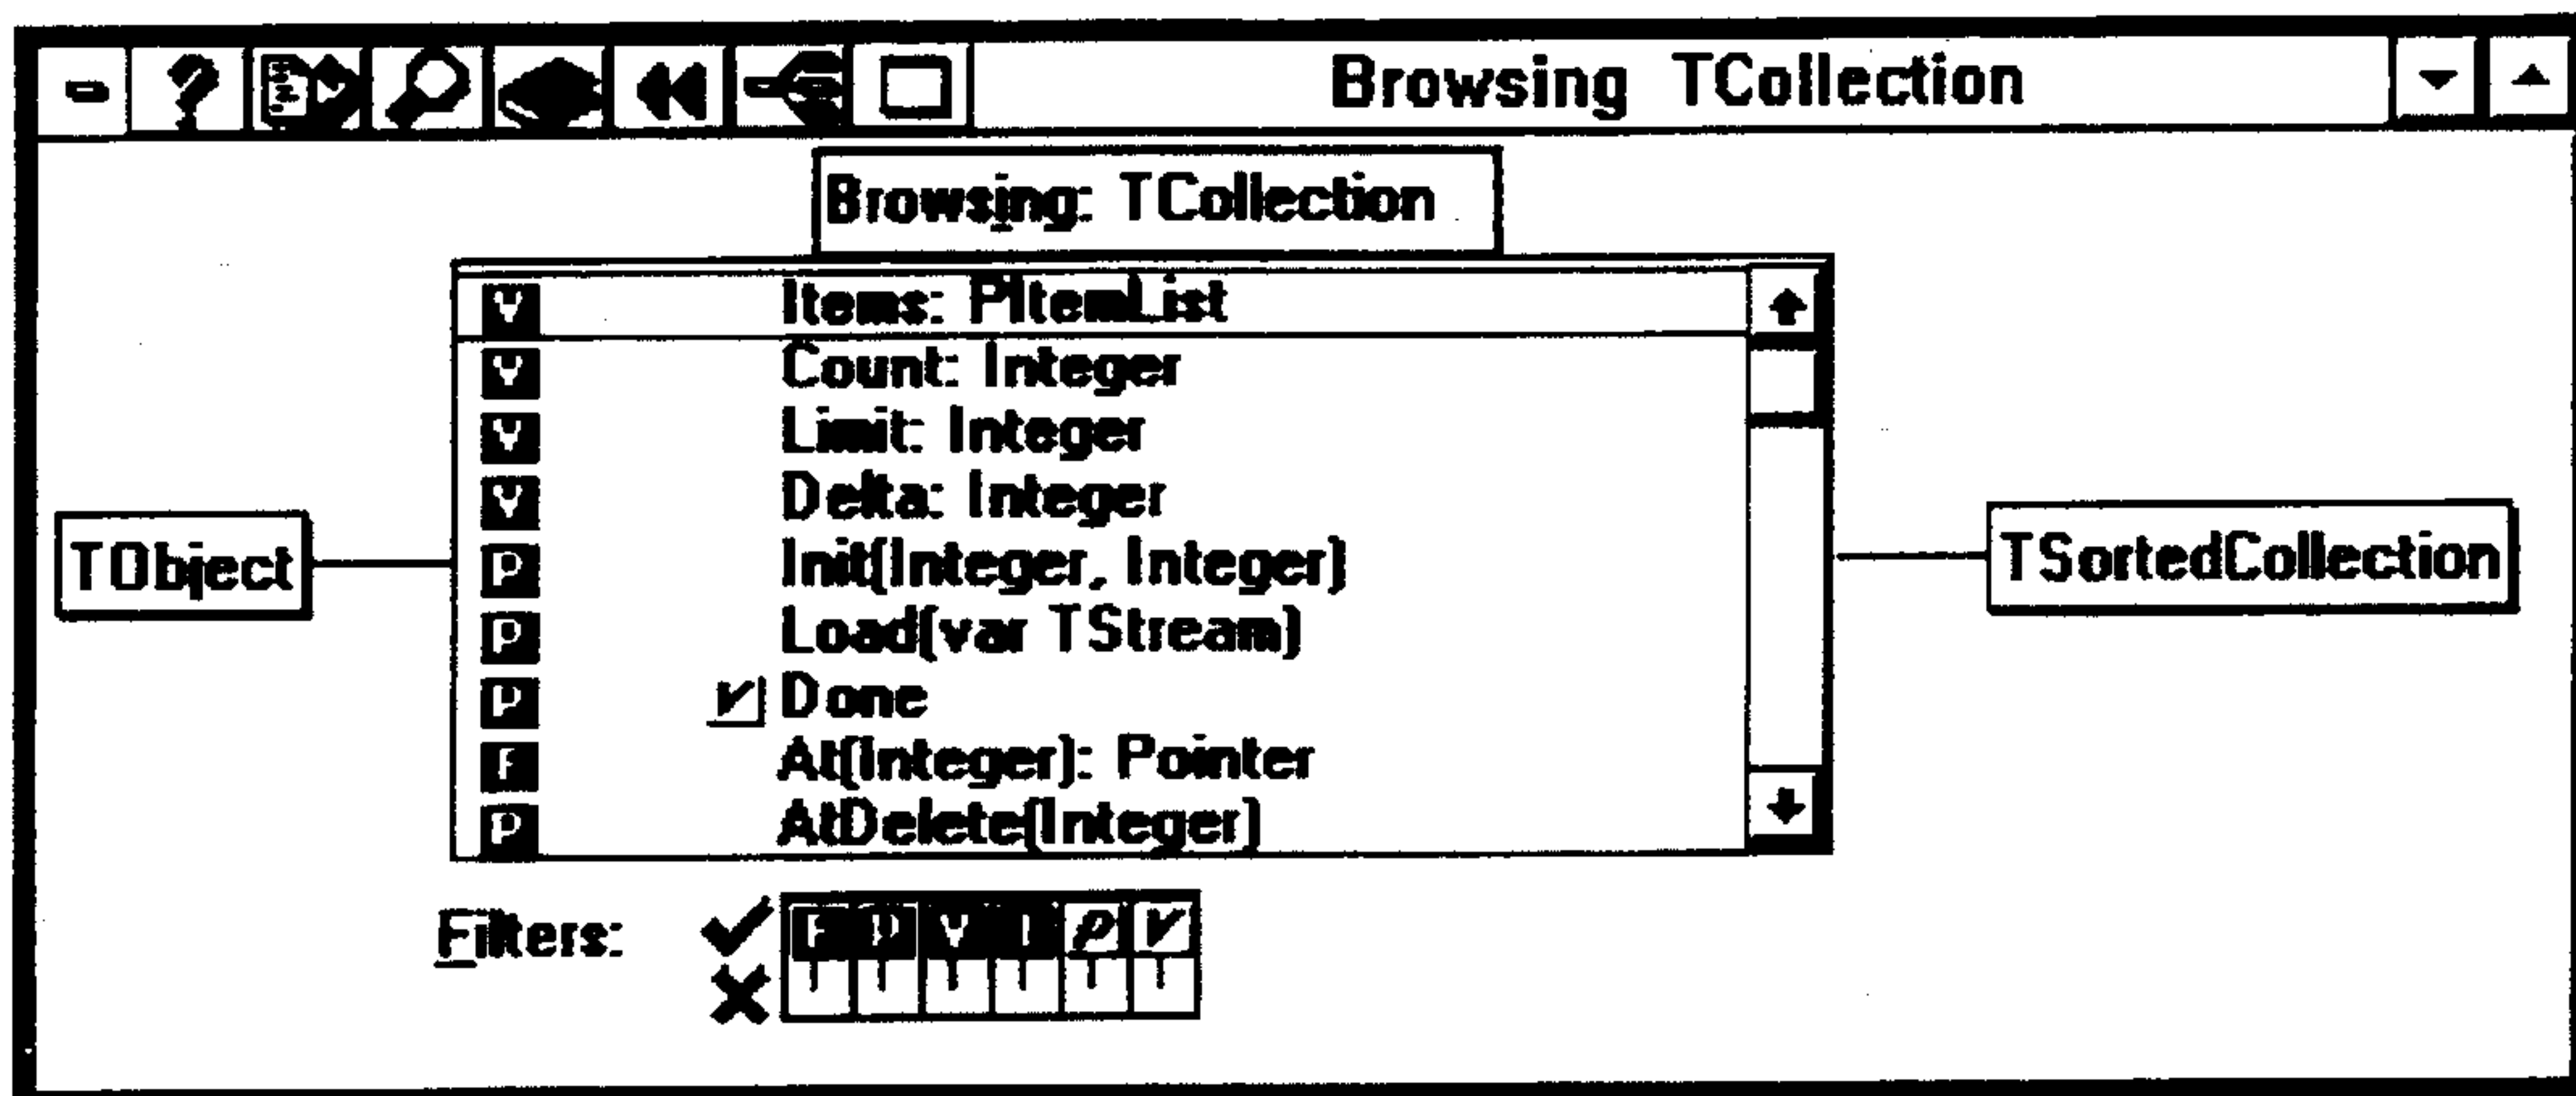 Browsing TCollection
Browsing: TCollection
V Items: PItemList
V Count: Integer
V Limit: Integer
V Delta: Integer
TObject
P Init(Integer, Integer)
TSortedCollection
P Load(var TStream)
P V Done
F At(Integer): Pointer
P AtDelete(Integer)
Filters:
F P V I P V